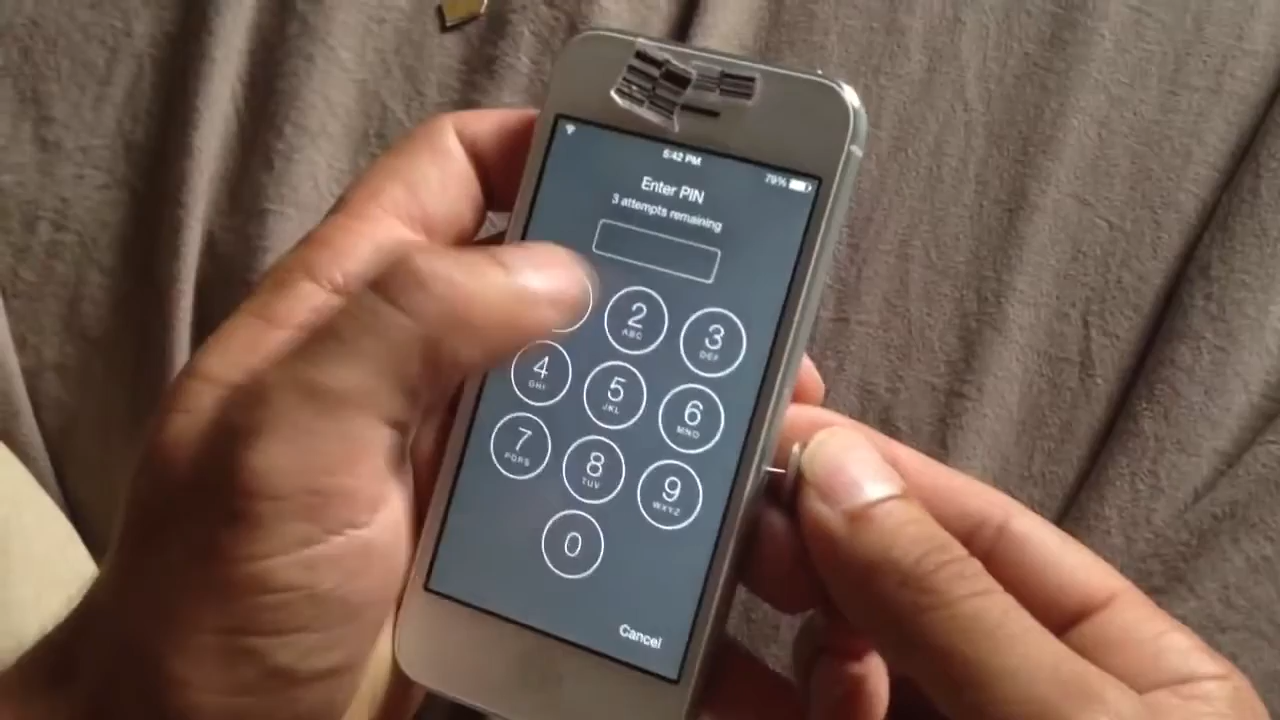 5:42 PM
79%
Enter PIN
3 attempts remaining
2 3
ABC DEF
4 5 6
GHI JKL MNO
7 8 9
PQRS TUV WXYZ
0
Cancel